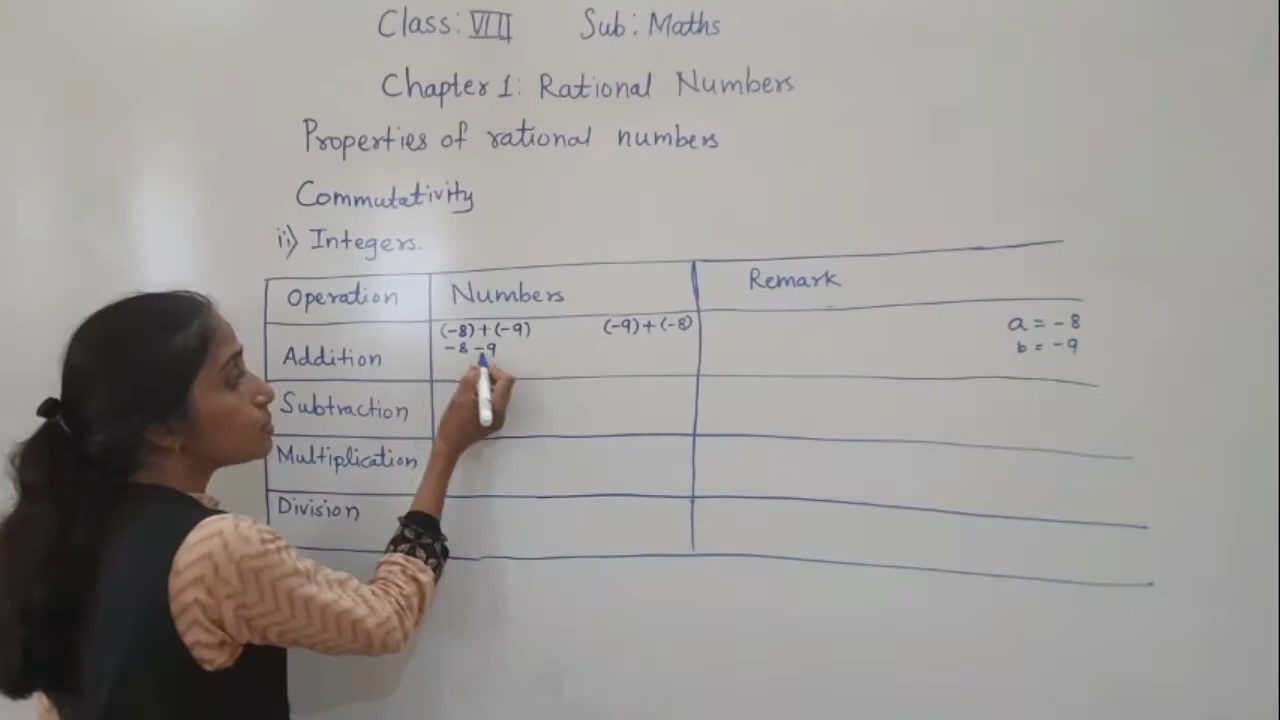 Class: VIII Sub: Maths
Chapter 1: Rational Numbers
Properties of rational numbers
Commutativity
ii) Integers.
Operation Numbers Remark
Addition (-8)+(-9) (-9)+(-8) a = -8
-8 -9 b = -9
Subtraction
Multiplication
Division